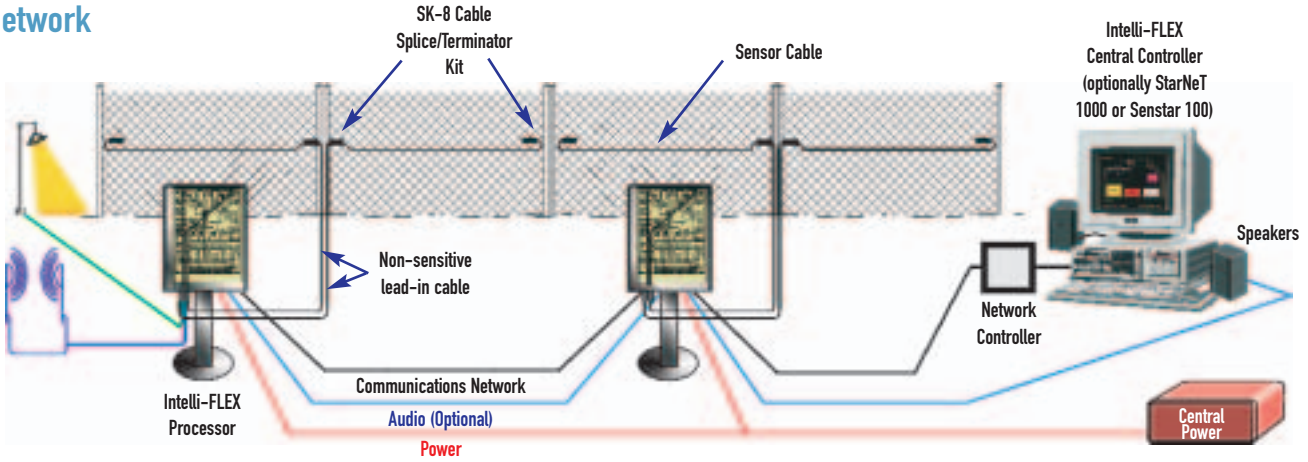 etwork
SK-8 Cable
Splice/Terminator
Kit
Sensor Cable
Intelli-FLEX
Central Controller
(optionally StarNeT
1000 or Senstar 100)
Speakers
Non-sensitive
lead-in cable
Network
Controller
Communications Network
Intelli-FLEX
Processor
Audio (Optional)
Power
Central
Power